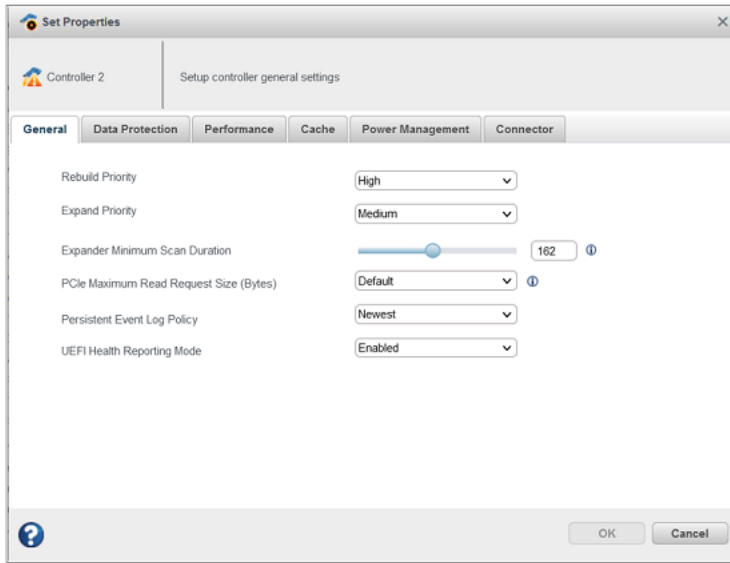 Set Properties
Controller 2
Setup controller general settings
General Data Protection Performance Cache Power Management Connector
Rebuild Priority High
Expand Priority Medium
Expander Minimum Scan Duration 162
PCIe Maximum Read Request Size (Bytes) Default
Persistent Event Log Policy Newest
UEFI Health Reporting Mode Enabled
OK Cancel